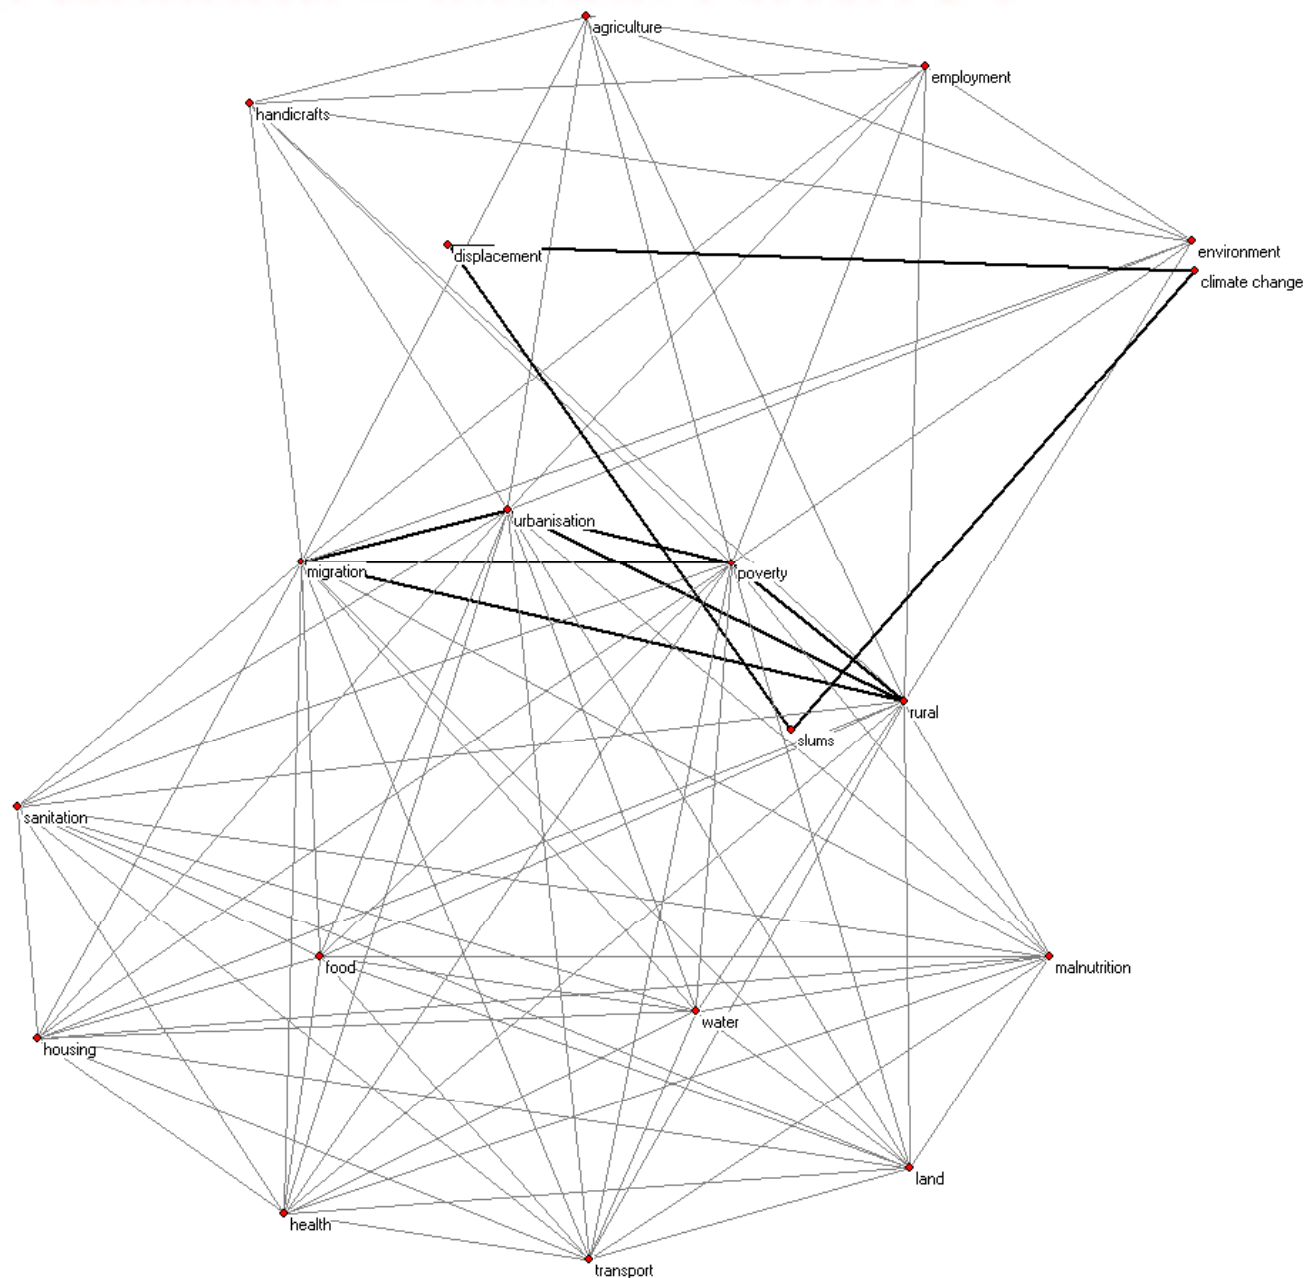 agriculture
employment
handicrafts
environment
displacement
climate change
urbanisation
migration
poverty
rural
slums
sanitation
food
malnutrition
water
housing
land
health
transport